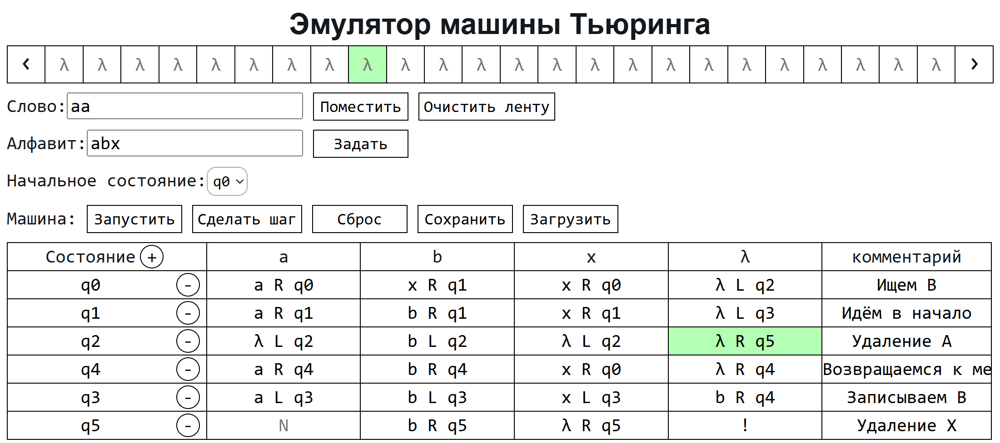 Эмулятор машины Тьюринга
‹ λ λ λ λ λ λ λ λ λ λ λ λ λ λ λ λ λ λ λ λ λ λ λ λ ›
Слово: aa Поместить Очистить ленту
Алфавит: abx Задать
Начальное состояние: q0
Машина: Запустить Сделать шаг Сброс Сохранить Загрузить
Состояние + a b x λ комментарий
q0 - a R q0 x R q1 x R q0 λ L q2 Ищем В
q1 - a R q1 b R q1 x R q1 λ L q3 Идём в начало
q2 - λ L q2 b L q2 λ L q2 λ R q5 Удаление А
q4 - a R q4 b R q4 x R q0 λ R q4 Возвращаемся к ме
q3 - a L q3 b L q3 x L q3 b R q4 Записываем В
q5 - N b R q5 λ R q5 ! Удаление Х